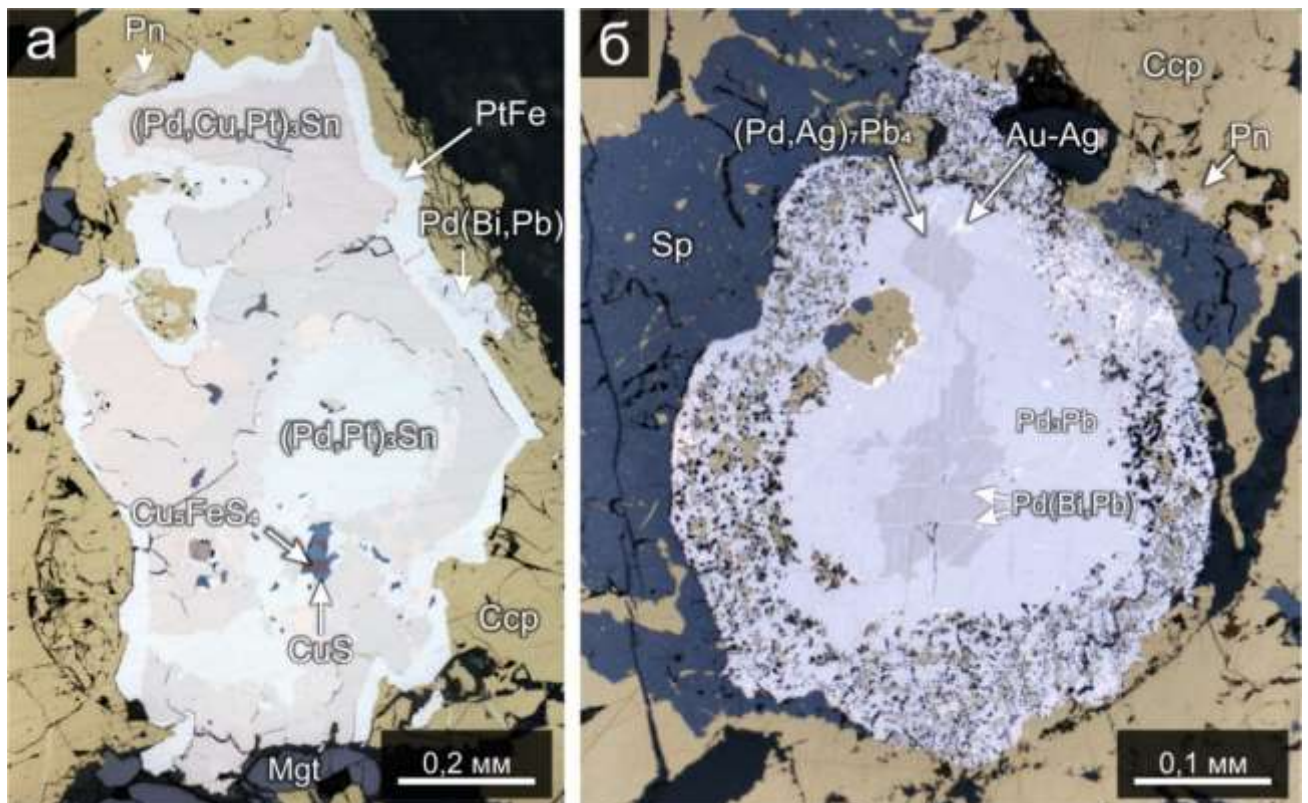 а
Pn
(Pd,Cu,Pt)₃Sn
PtFe
Pd(Bi,Pb)
(Pd,Pt)₃Sn
Cu₅FeS₄
CuS
Ccp
Mgt
0,2 мм
б
Ccp
(Pd,Ag)₇Pb₄
Au-Ag
Pn
Sp
Pd₃Pb
Pd(Bi,Pb)
0,1 мм